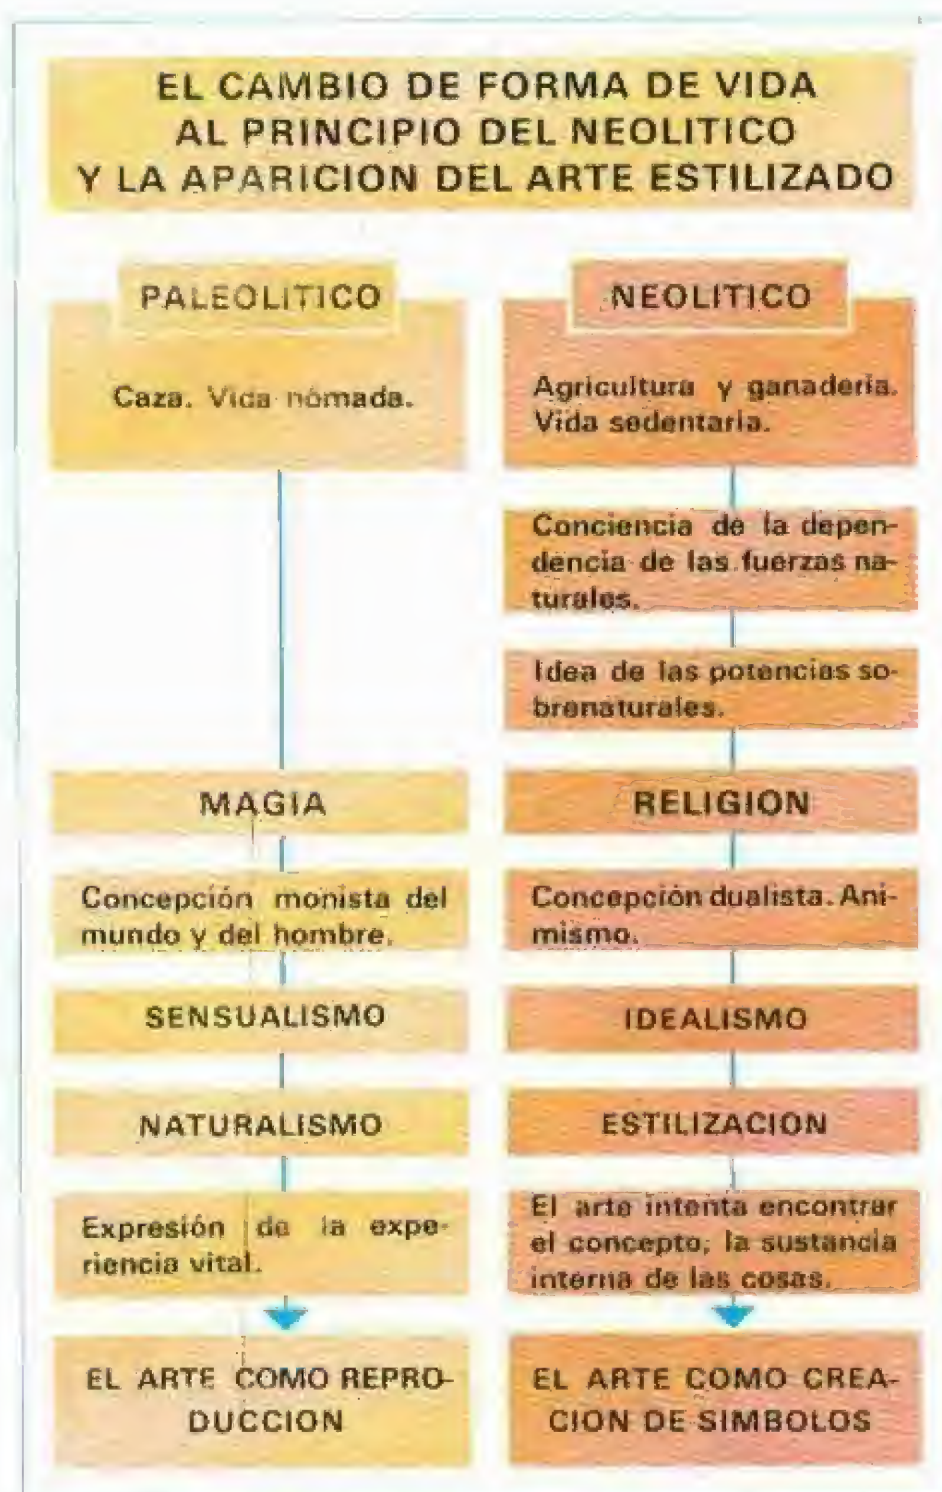 EL CAMBIO DE FORMA DE VIDA
AL PRINCIPIO DEL NEOLITICO
Y LA APARICION DEL ARTE ESTILIZADO
PALEOLITICO
Caza. Vida nómada.
MAGIA
Concepción monista del
mundo y del hombre.
SENSUALISMO
NATURALISMO
Expresión de la expe-
riencia vital.
EL ARTE COMO REPRO-
DUCCION
NEOLITICO
Agricultura y ganadería.
Vida sedentaria.
Conciencia de la depen-
dencia de las fuerzas na-
turales.
Idea de las potencias so-
brenaturales.
RELIGION
Concepción dualista. Ani-
mismo.
IDEALISMO
ESTILIZACION
El arte intenta encontrar
el concepto, la sustancia
interna de las cosas.
EL ARTE COMO CREA-
CION DE SIMBOLOS